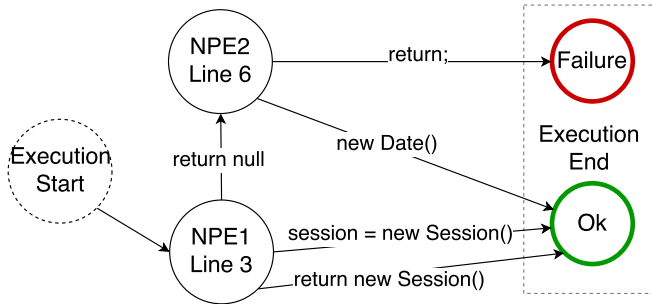 NPE2
Line 6
return;
Failure
new Date()
Execution
End
Execution
Start
return null
NPE1
Line 3
session = new Session()
Ok
return new Session()